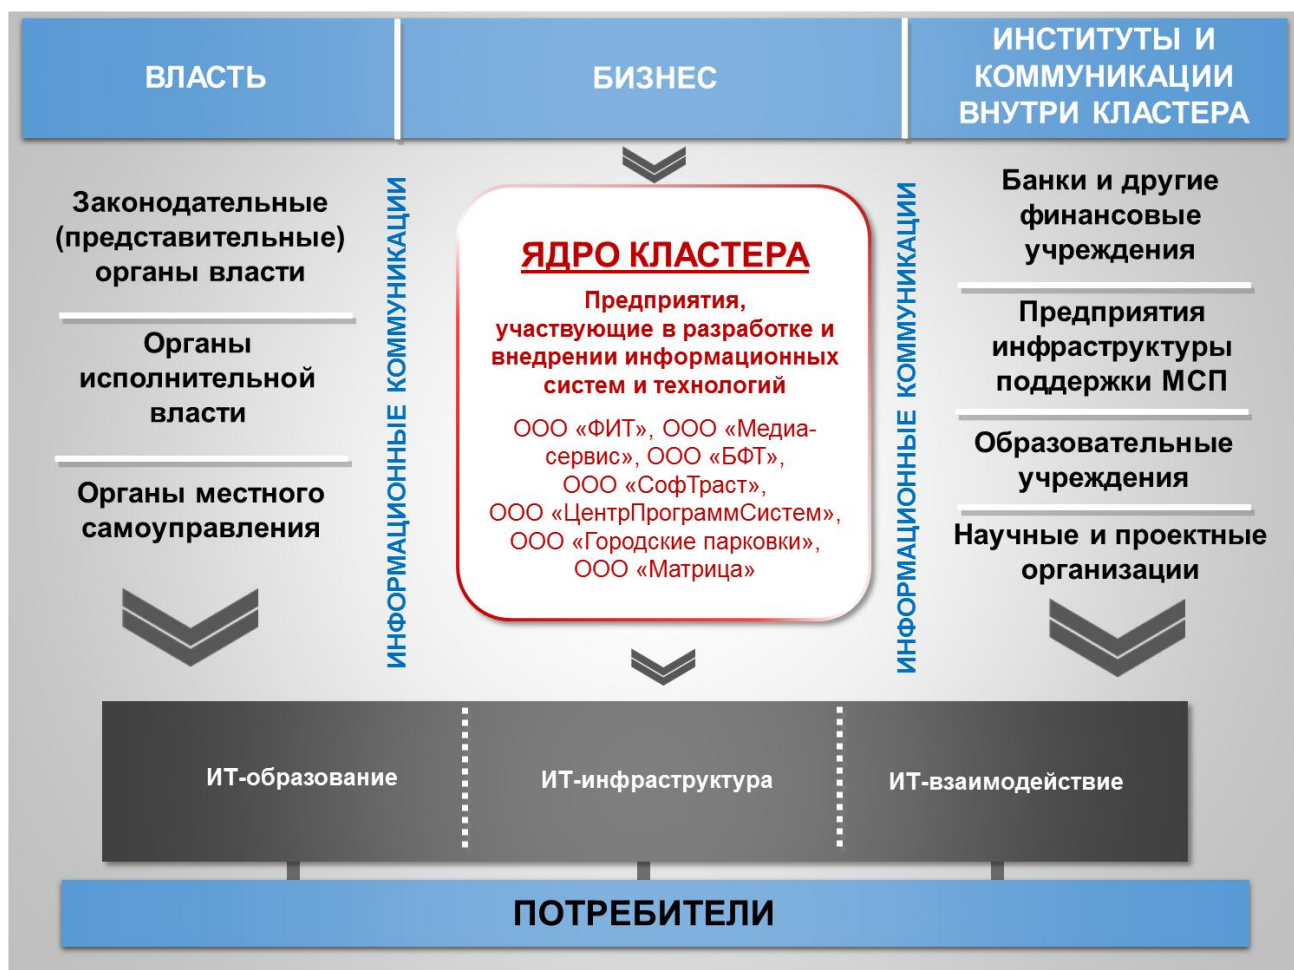 ВЛАСТЬ
БИЗНЕС
ИНСТИТУТЫ И
КОММУНИКАЦИИ
ВНУТРИ КЛАСТЕРА
Законодательные
(представительные)
органы власти
Органы
исполнительной
власти
Органы местного
самоуправления
ИНФОРМАЦИОННЫЕ КОММУНИКАЦИИ
ЯДРО КЛАСТЕРА
Предприятия,
участвующие в разработке и
внедрении информационных
систем и технологий
ООО «ФИТ», ООО «Медиа-
сервис», ООО «БФТ»,
ООО «СофТраст»,
ООО «ЦентрПрограммСистем»,
ООО «Городские парковки»,
ООО «Матрица»
ИНФОРМАЦИОННЫЕ КОММУНИКАЦИИ
Банки и другие
финансовые
учреждения
Предприятия
инфраструктуры
поддержки МСП
Образовательные
учреждения
Научные и проектные
организации
ИТ-образование
ИТ-инфраструктура
ИТ-взаимодействие
ПОТРЕБИТЕЛИ